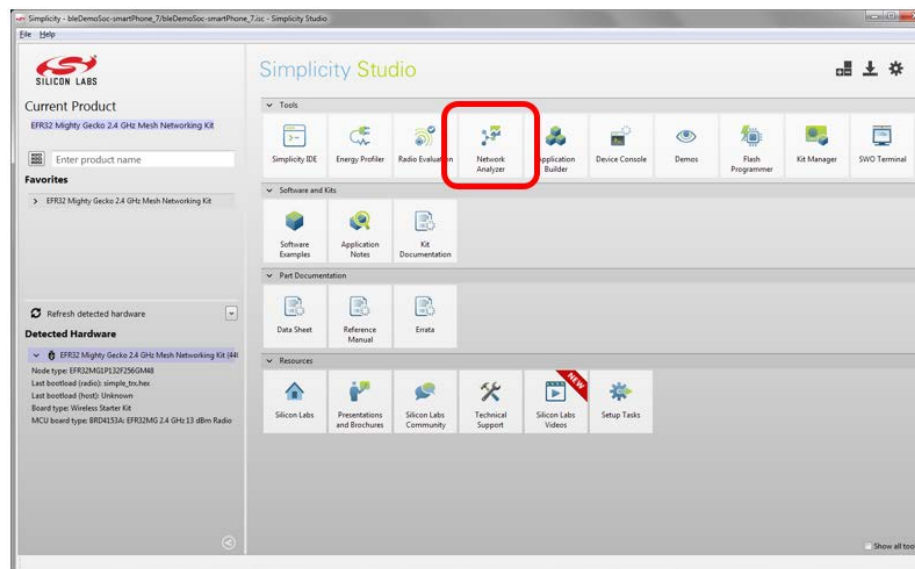 Simplicity - bleDemoSoc-smartPhone_7/bleDemoSoc-smartPhone_7.isc - Simplicity Studio
File Help
SILICON LABS
Simplicity Studio
Current Product
EFR32 Mighty Gecko 2.4 GHz Mesh Networking Kit
Enter product name
Favorites
EFR32 Mighty Gecko 2.4 GHz Mesh Networking Kit
Refresh detected hardware
Detected Hardware
EFR32 Mighty Gecko 2.4 GHz Mesh Networking Kit (440
Node type: EFR32MG1P132F256GM48
Last bootload (radio): simple_trx.hex
Last bootload (host): Unknown
Board type: Wireless Starter Kit
MCU board type: BRD4153A: EFR32MG 2.4 GHz 13 dBm Radio
Tools
Simplicity IDE
Energy Profiler
Radio Evaluation
Network
Analyzer
Application
Builder
Device Console
Demos
Flash
Programmer
Kit Manager
SWO Terminal
Software and Kits
Software
Examples
Application
Notes
Kit
Documentation
Part Documentation
Data Sheet
Reference
Manual
Errata
Resources
Silicon Labs
Presentations
and Brochures
Silicon Labs
Community
Technical
Support
NEW
Silicon Labs
Videos
Setup Tasks
Show all tool